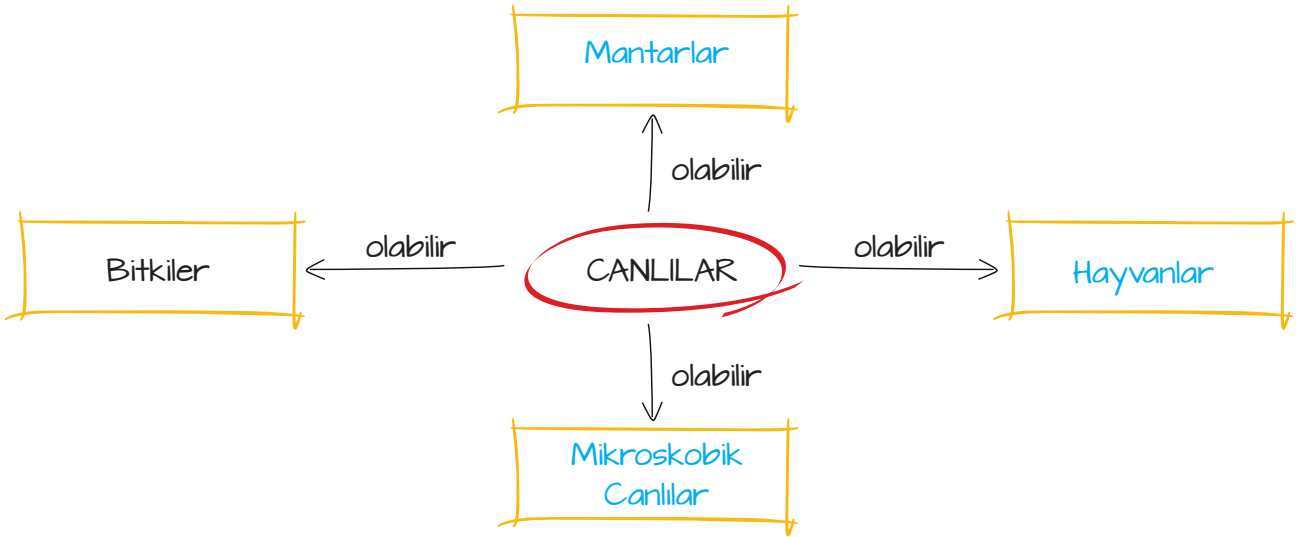 Mantarlar
olabilir
olabilir
olabilir
Bitkiler
CANLILAR
Hayvanlar
olabilir
Mikroskobik
Canlılar